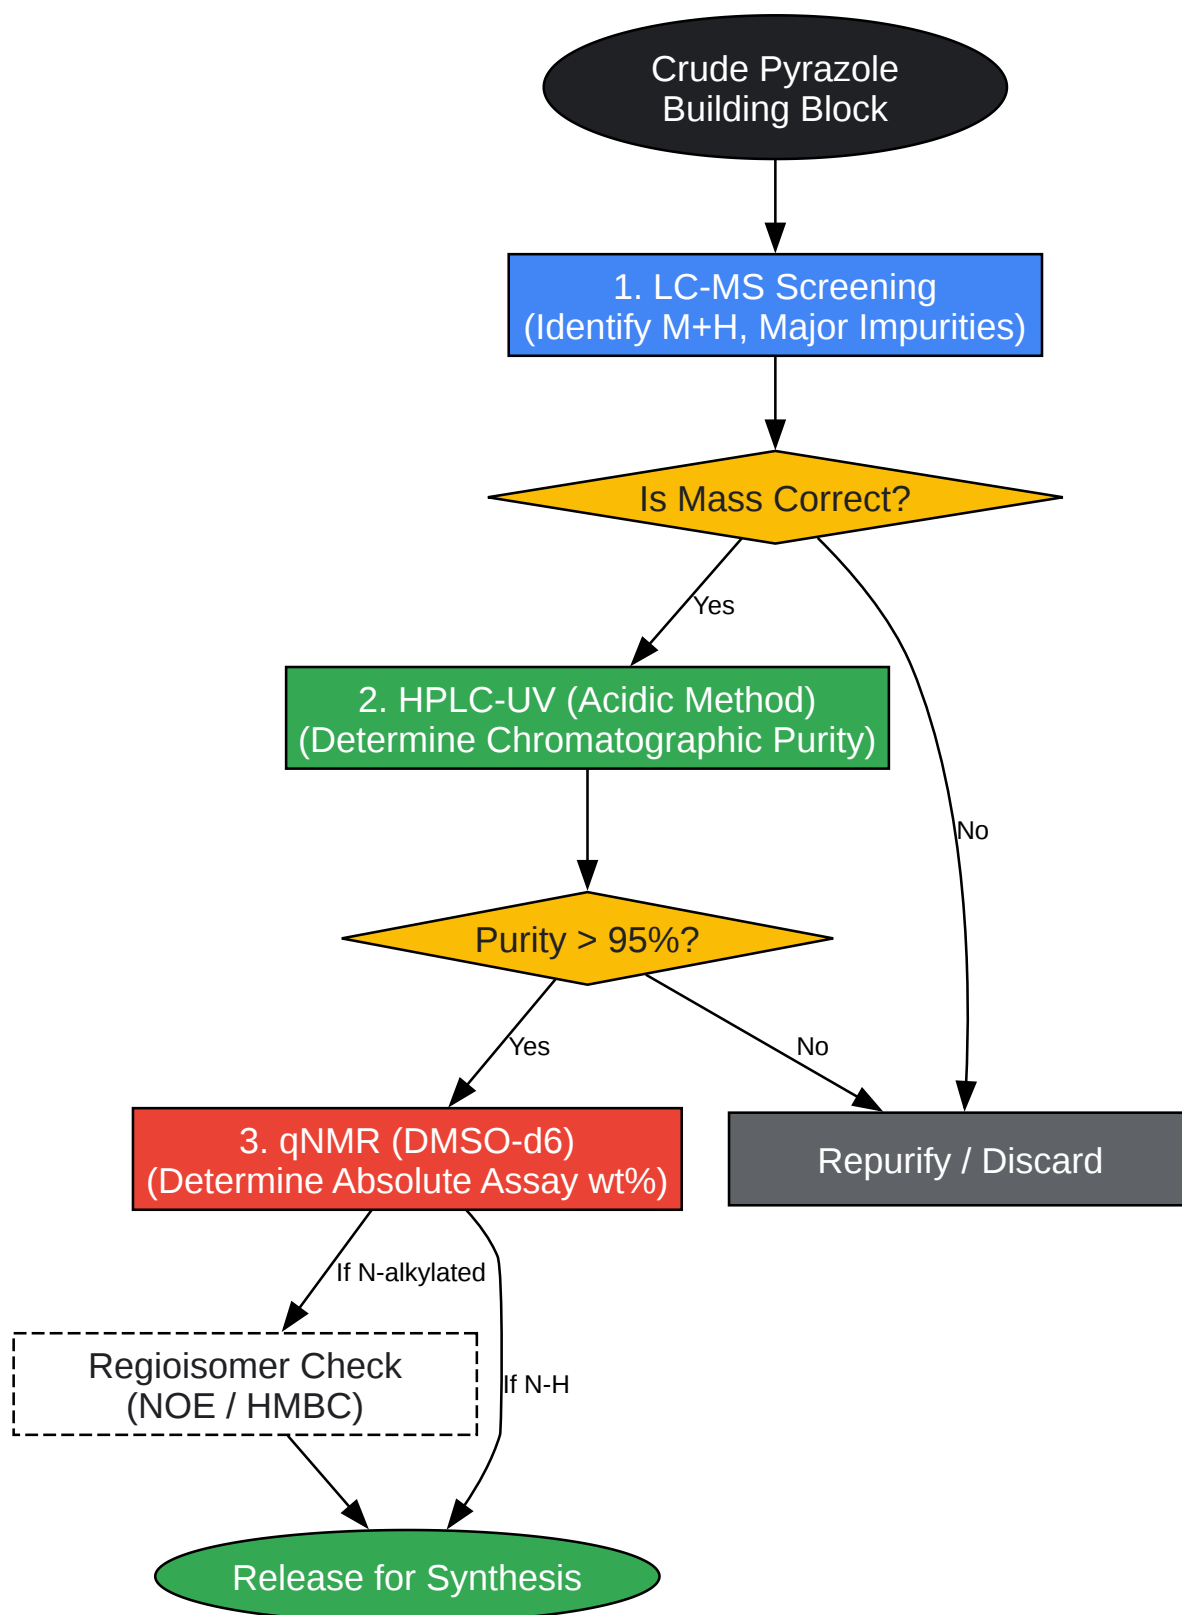 Crude Pyrazole
Building Block
1. LC-MS Screening
(Identify M+H, Major Impurities)
Is Mass Correct?
Yes
2. HPLC-UV (Acidic Method)
(Determine Chromatographic Purity)
No
Purity > 95%?
Yes
No
3. qNMR (DMSO-d6)
(Determine Absolute Assay wt%)
Repurify / Discard
If N-alkylated
Regioisomer Check
(NOE / HMBC)
If N-H
Release for Synthesis